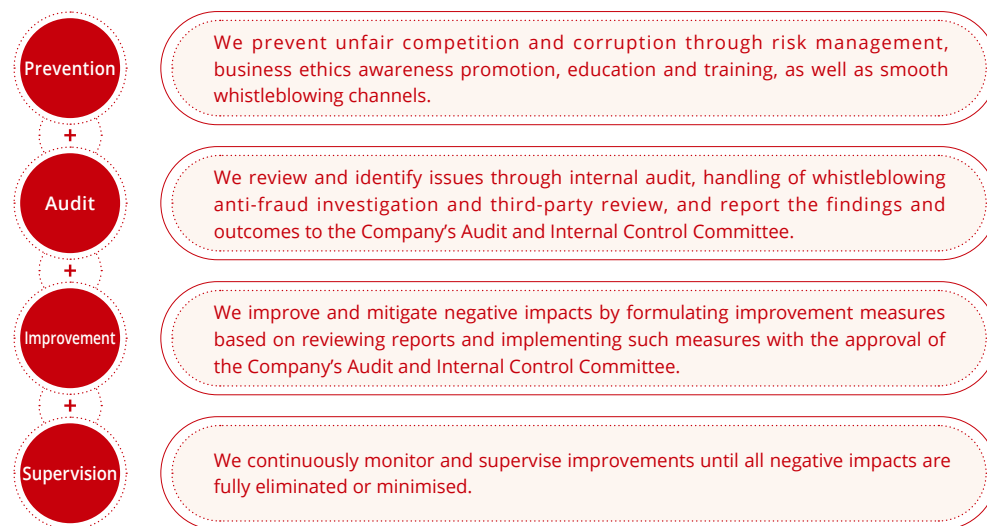 Prevention
We prevent unfair competition and corruption through risk management,
business ethics awareness promotion, education and training, as well as smooth
whistleblowing channels.
+
Audit
We review and identify issues through internal audit, handling of whistleblowing
anti-fraud investigation and third-party review, and report the findings and
outcomes to the Company’s Audit and Internal Control Committee.
+
Improvement
We improve and mitigate negative impacts by formulating improvement measures
based on reviewing reports and implementing such measures with the approval of
the Company’s Audit and Internal Control Committee.
+
Supervision
We continuously monitor and supervise improvements until all negative impacts are
fully eliminated or minimised.